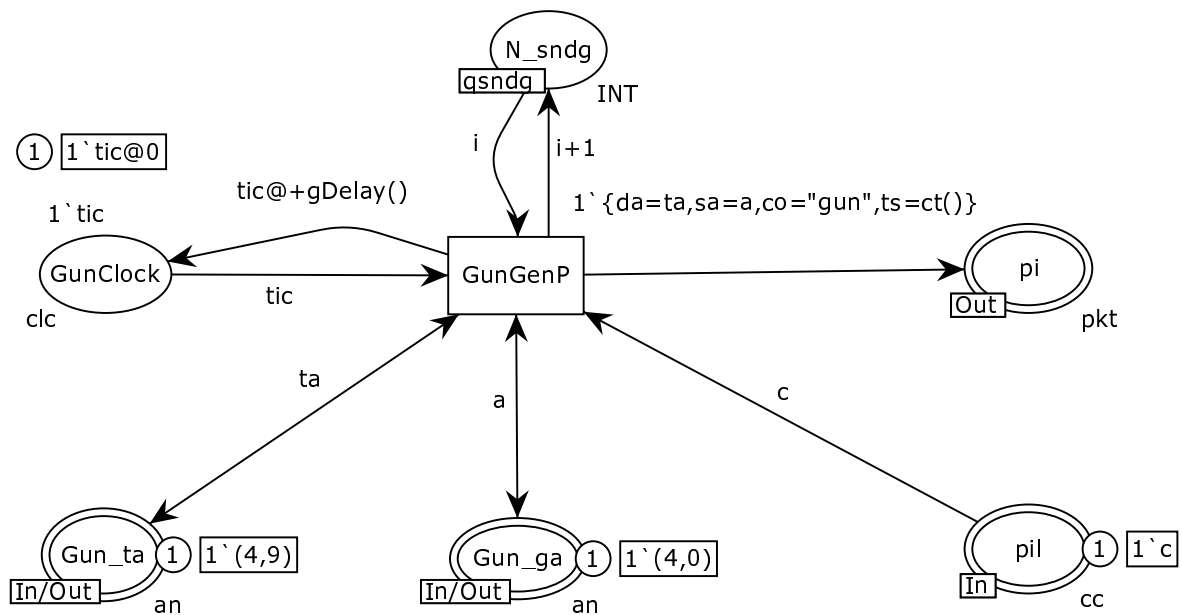 N_sndg
qsndg
INT
1
1`tic@0
i
i+1
tic@+gDelay()
1`{da=ta,sa=a,co="gun",ts=ct()}
1`tic
GunClock
GunGenP
pi
tic
Out
clc
pkt
ta
a
c
Gun_ta
1
1`(4,9)
Gun_ga
1
1`(4,0)
pil
1
1`c
In/Out
In/Out
In
an
an
cc